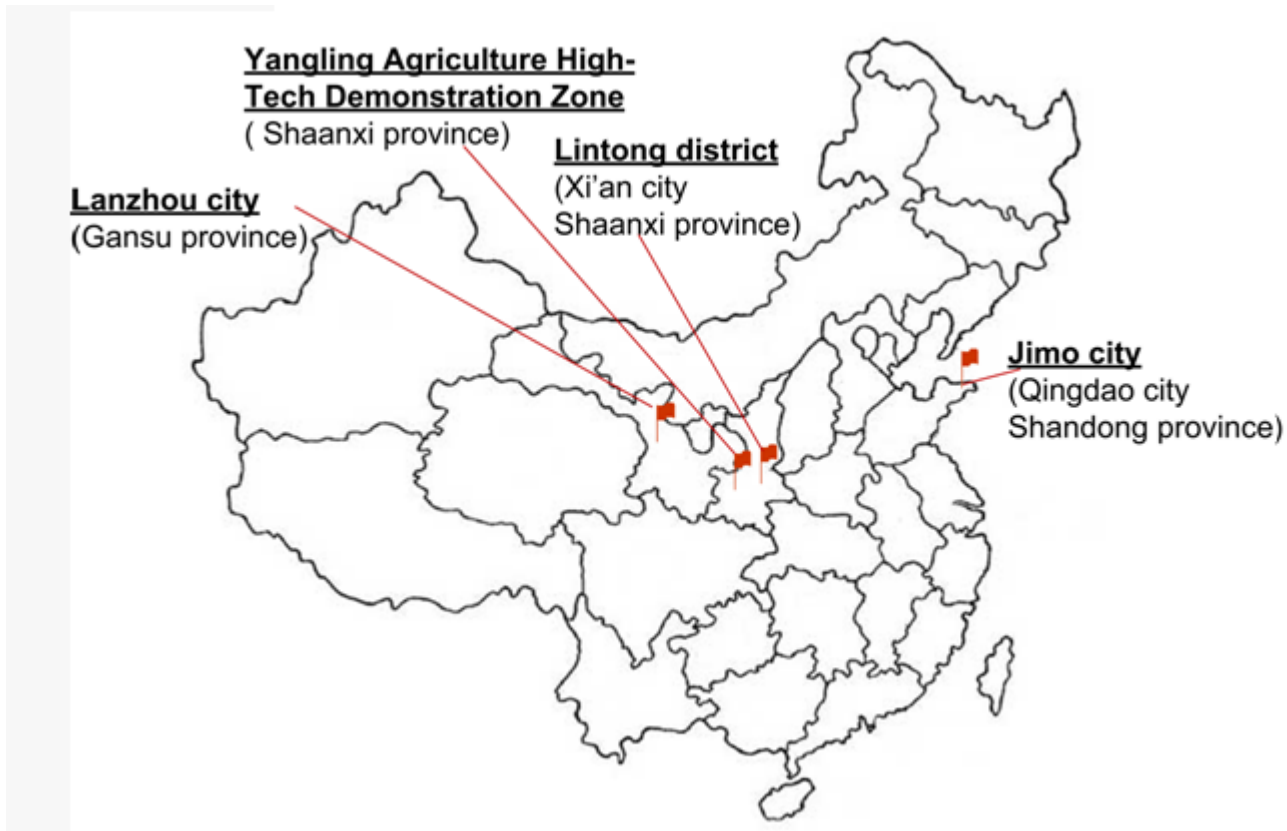 Yangling Agriculture High-
Tech Demonstration Zone
( Shaanxi province)
Lintong district
(Xi'an city
Shaanxi province)
Lanzhou city
(Gansu province)
Jimo city
(Qingdao city
Shandong province)